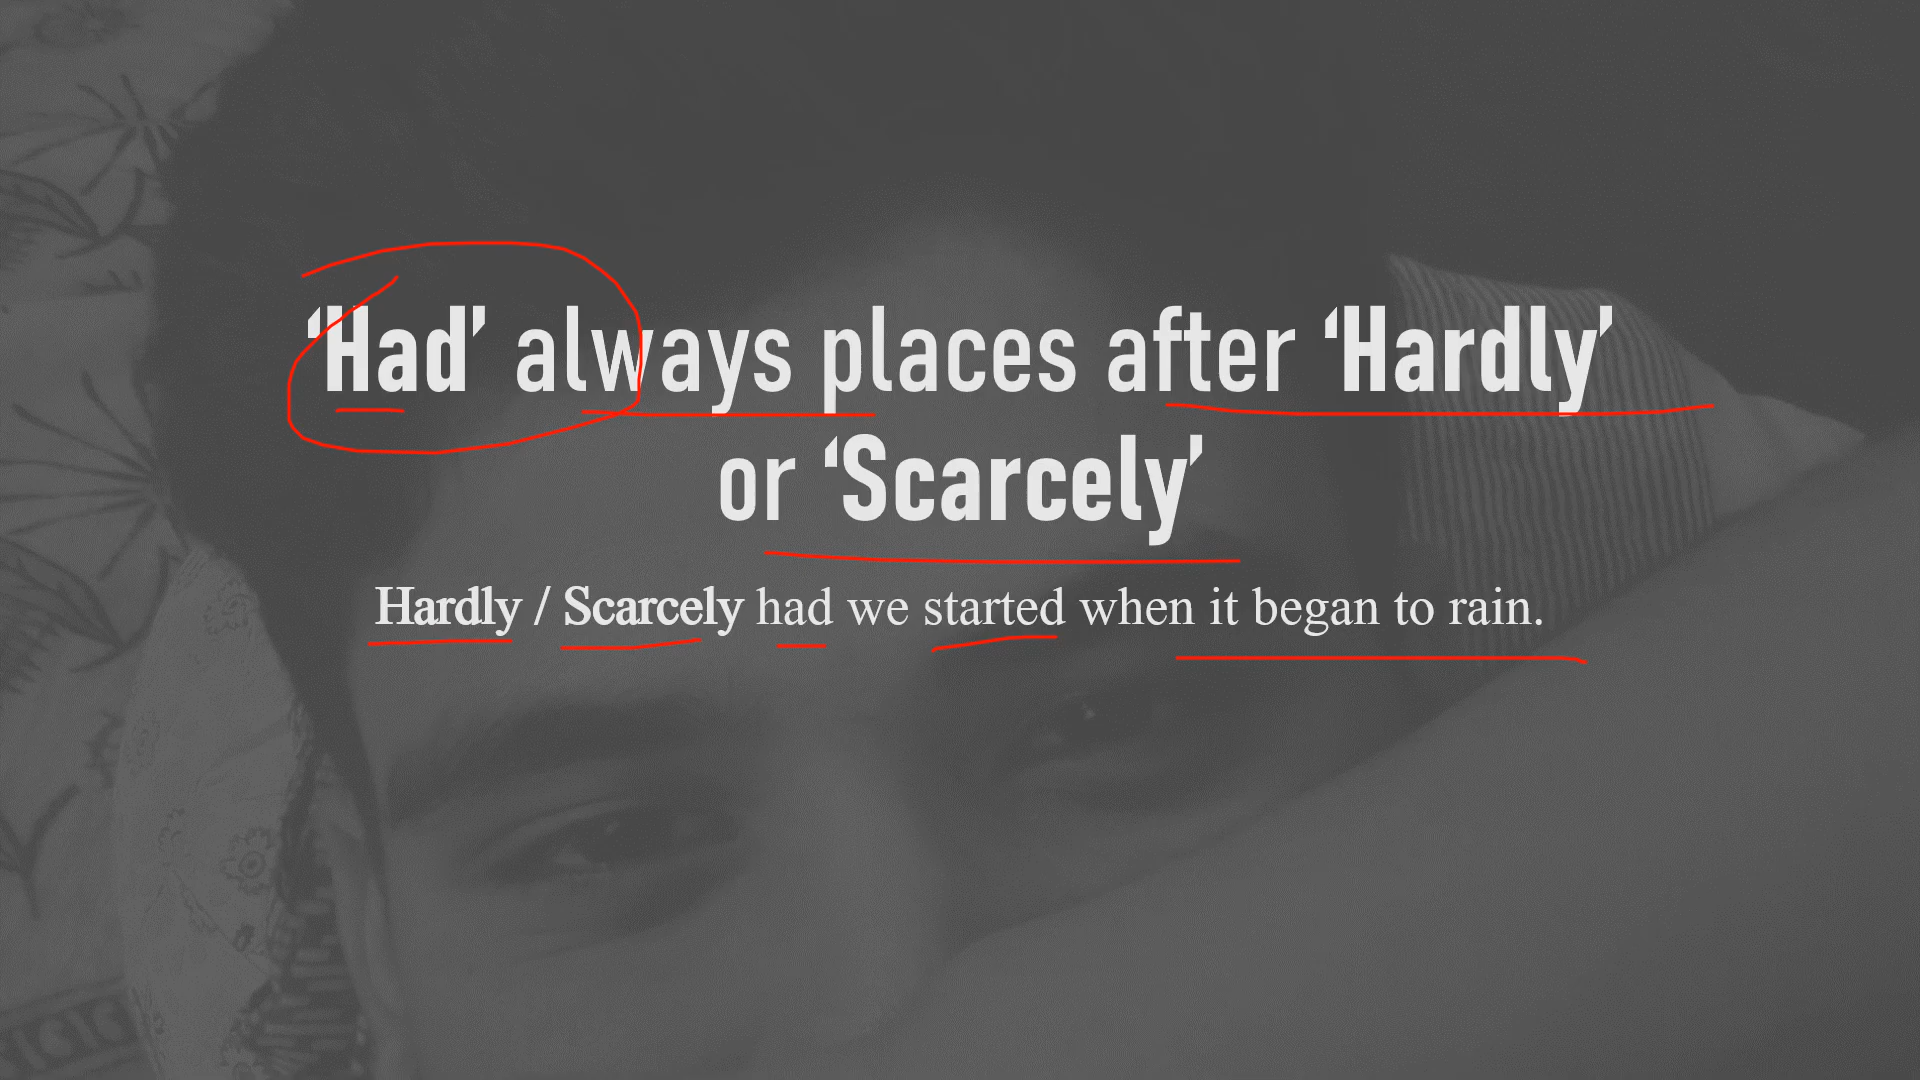 ‘Had’ always places after ‘Hardly’
or ‘Scarcely’
Hardly / Scarcely had we started when it began to rain.